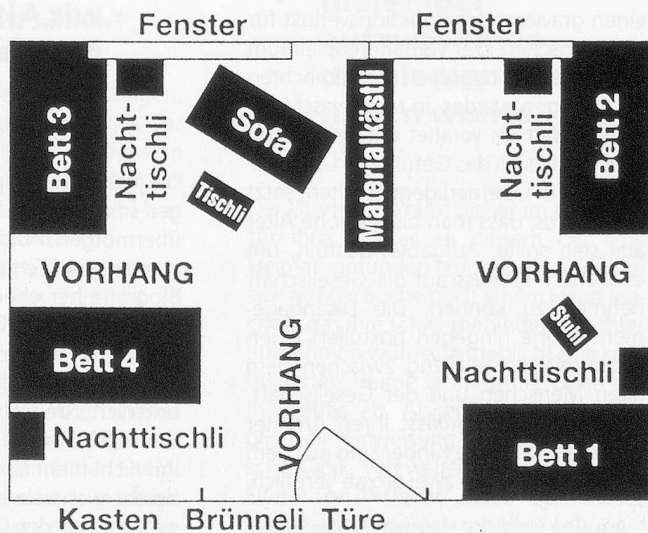 Fenster
Fenster
Bett 3
Nacht-
tischli
Sofa
Tischli
Materialkästli
Nacht-
tischli
Bett 2
VORHANG
VORHANG
Stuhl
Bett 4
VORHANG
Nachttischli
Nachttischli
Bett 1
Kasten Brünneli Türe